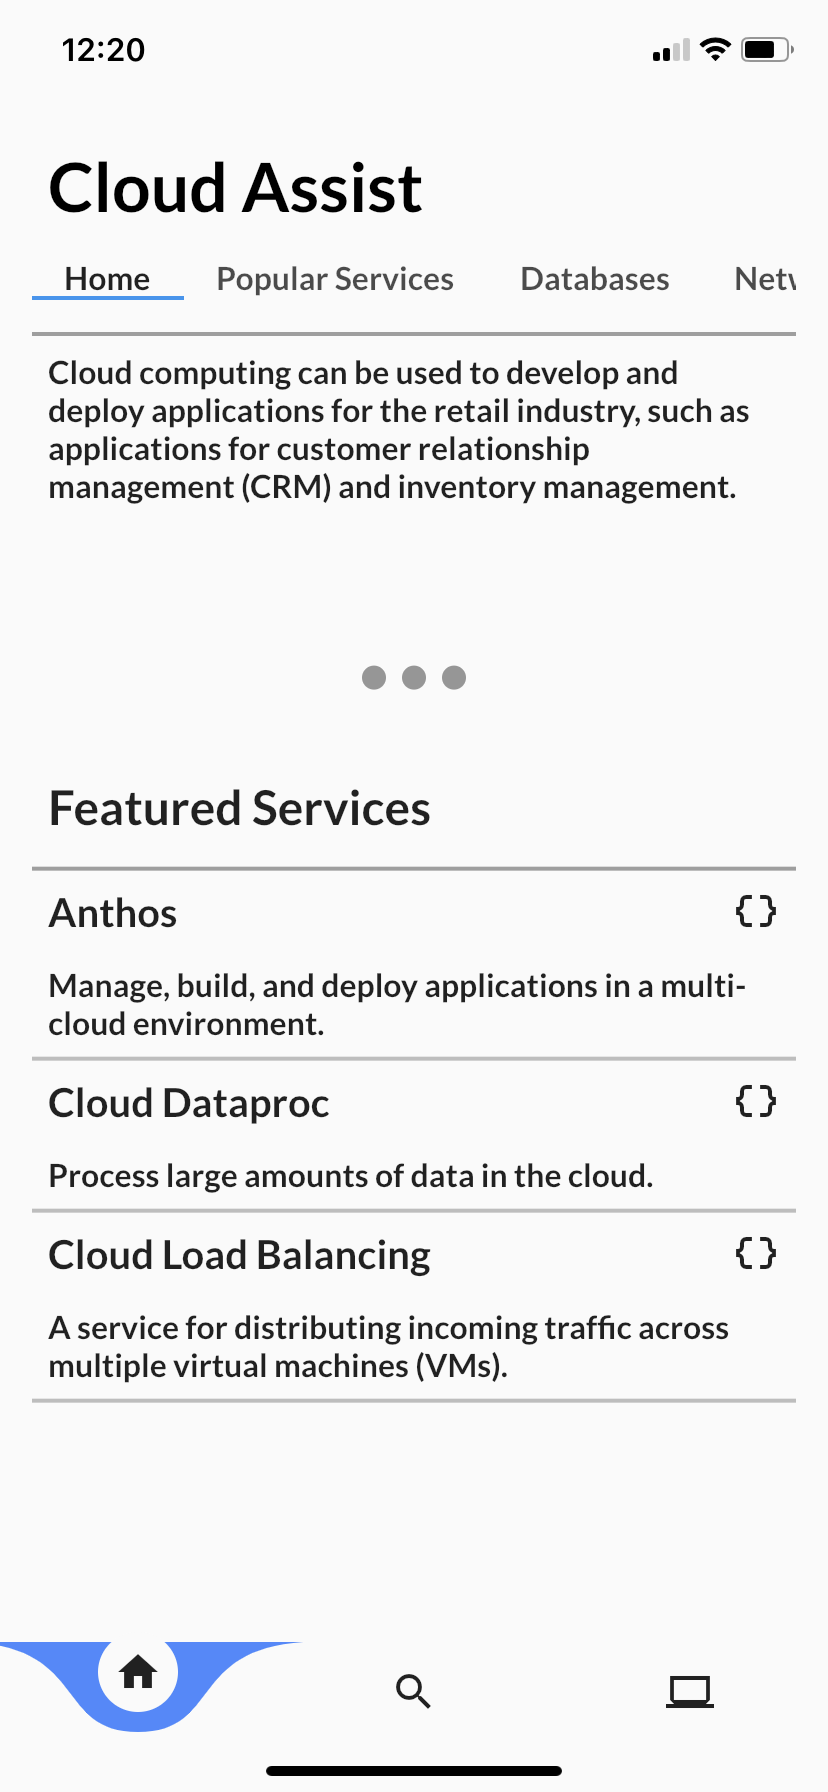 12:20
Cloud Assist
Home Popular Services Databases
Cloud computing can be used to develop and
deploy applications for the retail industry, such as
applications for customer relationship
management (CRM) and inventory management.
Featured Services
Anthos
Manage, build, and deploy applications in a multi-
cloud environment.
Cloud Dataproc
Process large amounts of data in the cloud.
Cloud Load Balancing
A service for distributing incoming traffic across
multiple virtual machines (VMs).